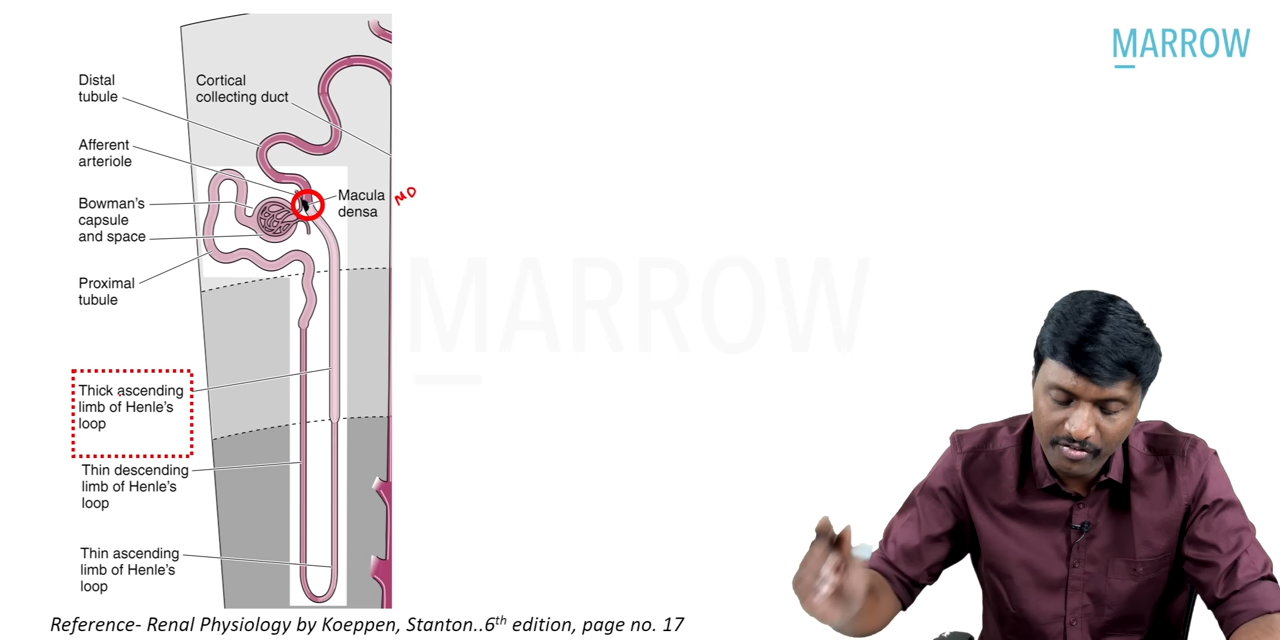 MARROW
Distal
tubule
Cortical
collecting duct
Afferent
arteriole
Bowman's
capsule
and space
Macula
densa
MD
Proximal
tubule
MARROW
Thick ascending
limb of Henle's
loop
Thin descending
limb of Henle's
loop
Thin ascending
limb of Henle's
loop
Reference- Renal Physiology by Koeppen, Stanton..6th edition, page no. 17